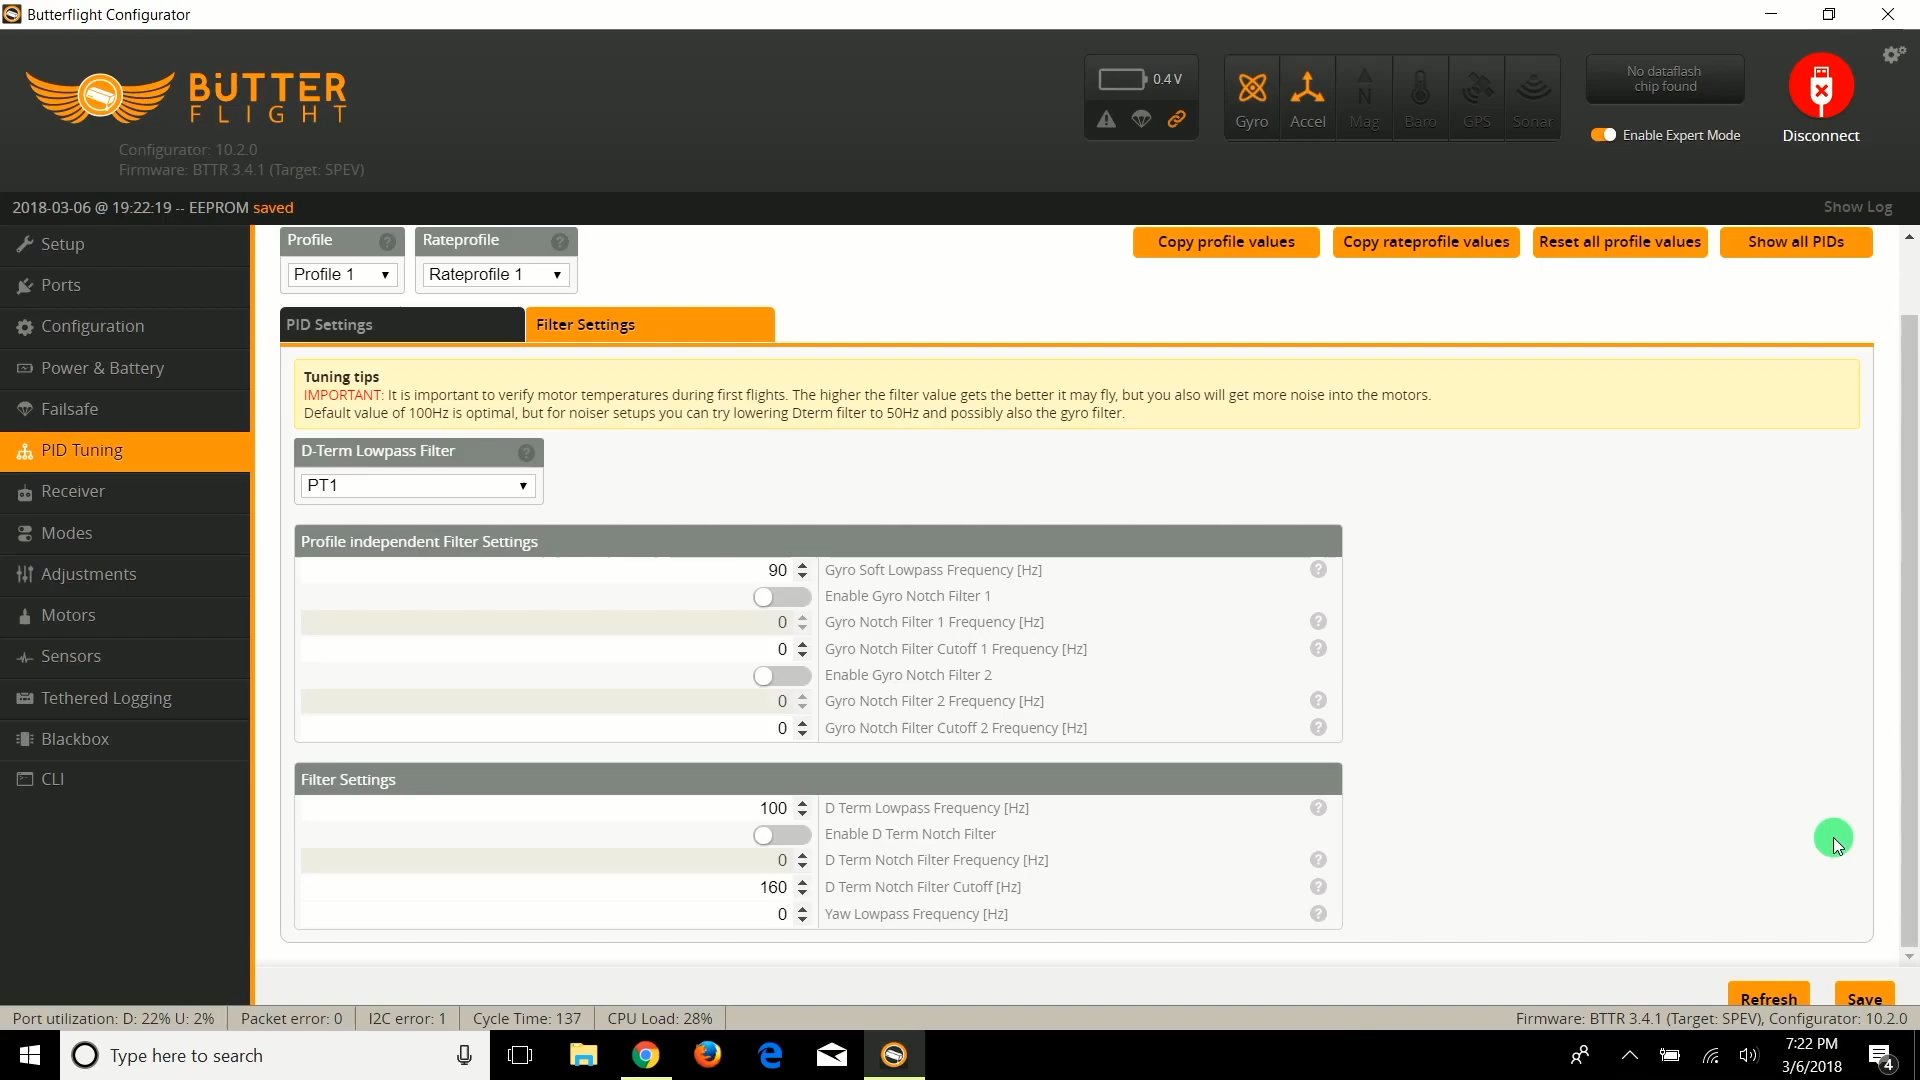 Butterflight Configurator
BUTTER
FLIGHT
Configurator: 10.2.0
Firmware: BTTR 3.4.1 (Target: SPEV)
0.4 V
Gyro
Accel
Mag
Baro
GPS
Sonar
No dataflash
chip found
Enable Expert Mode
Disconnect
2018-03-06 @ 19:22:19 -- EEPROM saved
Show Log
Setup
Ports
Configuration
Power & Battery
Failsafe
PID Tuning
Receiver
Modes
Adjustments
Motors
Sensors
Tethered Logging
Blackbox
CLI
Profile
Rateprofile
Profile 1
Rateprofile 1
Copy profile values
Copy rateprofile values
Reset all profile values
Show all PIDs
PID Settings
Filter Settings
Tuning tips
IMPORTANT: It is important to verify motor temperatures during first flights. The higher the filter value gets the better it may fly, but you also will get more noise into the motors.
Default value of 100Hz is optimal, but for noiser setups you can try lowering Dterm filter to 50Hz and possibly also the gyro filter.
D-Term Lowpass Filter
PT1
Profile independent Filter Settings
90 Gyro Soft Lowpass Frequency [Hz]
Enable Gyro Notch Filter 1
0 Gyro Notch Filter 1 Frequency [Hz]
0 Gyro Notch Filter Cutoff 1 Frequency [Hz]
Enable Gyro Notch Filter 2
0 Gyro Notch Filter 2 Frequency [Hz]
0 Gyro Notch Filter Cutoff 2 Frequency [Hz]
Filter Settings
100 D Term Lowpass Frequency [Hz]
Enable D Term Notch Filter
0 D Term Notch Filter Frequency [Hz]
160 D Term Notch Filter Cutoff [Hz]
0 Yaw Lowpass Frequency [Hz]
Refresh
Save
Port utilization: D: 22% U: 2%
Packet error: 0
I2C error: 1
Cycle Time: 137
CPU Load: 28%
Firmware: BTTR 3.4.1 (Target: SPEV), Configurator: 10.2.0
Type here to search
7:22 PM
3/6/2018
4